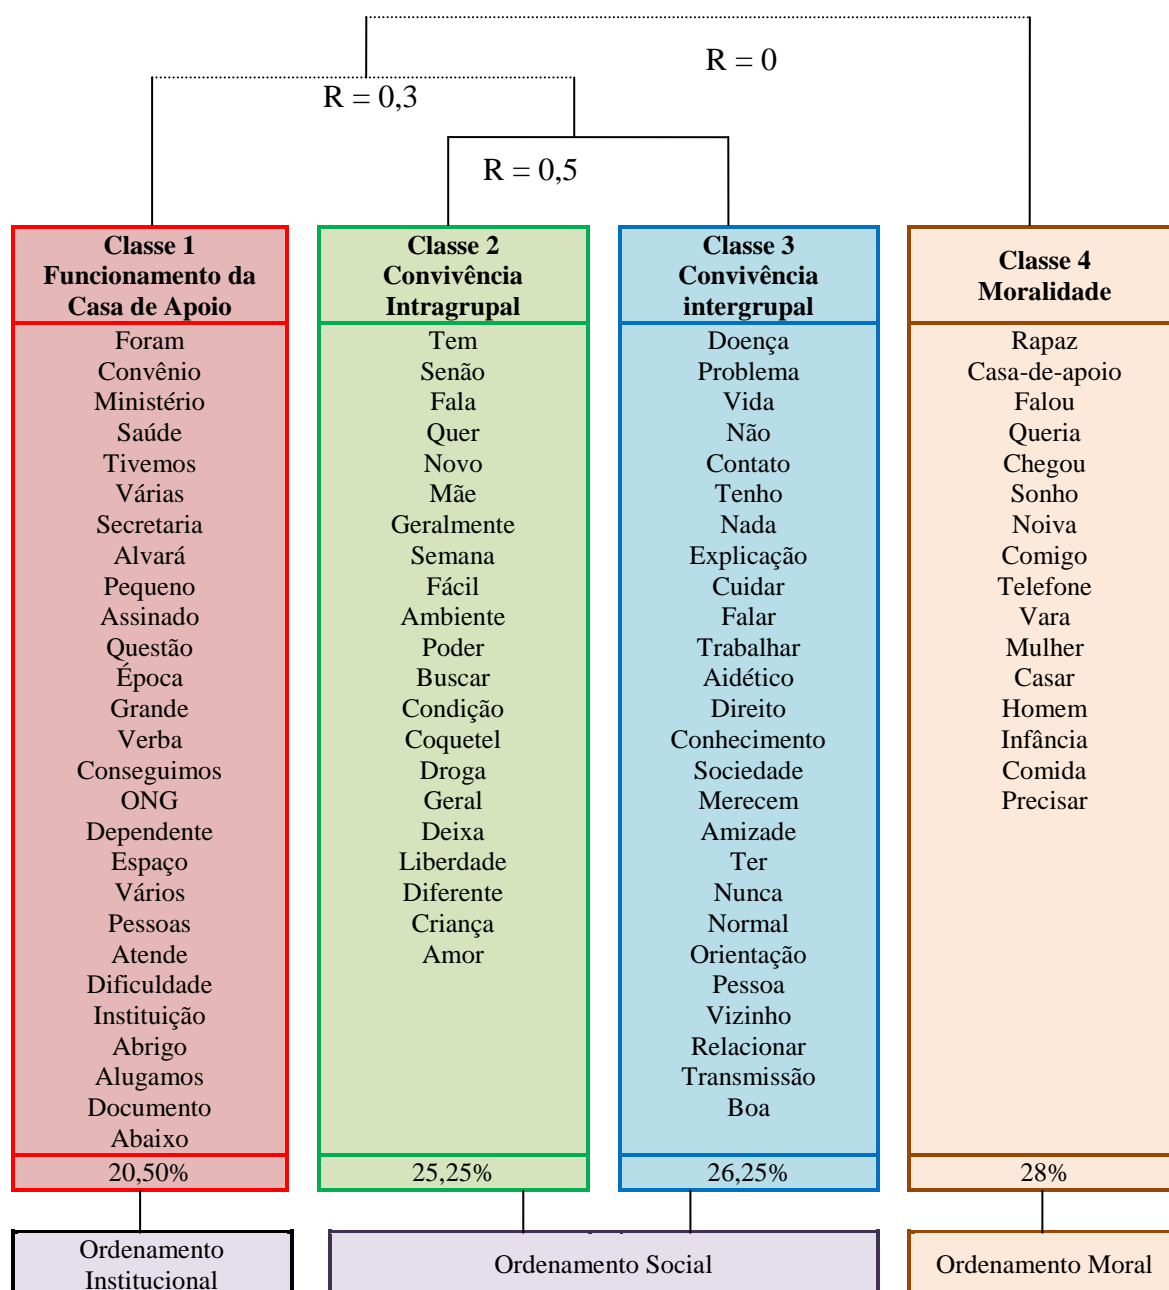 R = 0
R = 0,3
R = 0,5
Classe 1
Funcionamento da
Casa de Apoio
Foram
Convênio
Ministério
Saúde
Tivemos
Várias
Secretaria
Alvará
Pequeno
Assinado
Questão
Época
Grande
Verba
Conseguimos
ONG
Dependente
Espaço
Vários
Pessoas
Atende
Dificuldade
Instituição
Abrigo
Alugamos
Documento
Abaixo
20,50%
Ordenamento
Institucional
Classe 2
Convivência
Intragrupal
Tem
Senão
Fala
Quer
Novo
Mãe
Geralmente
Semana
Fácil
Ambiente
Poder
Buscar
Condição
Coquetel
Droga
Geral
Deixa
Liberdade
Diferente
Criança
Amor
25,25%
Classe 3
Convivência
intergrupal
Doença
Problema
Vida
Não
Contato
Tenho
Nada
Explicação
Cuidar
Falar
Trabalhar
Aidético
Direito
Conhecimento
Sociedade
Merecem
Amizade
Ter
Nunca
Normal
Orientação
Pessoa
Vizinho
Relacionar
Transmissão
Boa
26,25%
Ordenamento Social
Classe 4
Moralidade
Rapaz
Casa-de-apoio
Falou
Queria
Chegou
Sonho
Noiva
Comigo
Telefone
Vara
Mulher
Casar
Homem
Infância
Comida
Precisar
28%
Ordenamento Moral